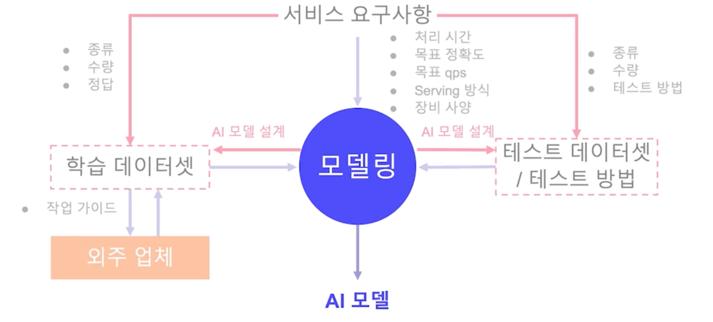 서비스 요구사항
종류
수량
정답
처리 시간
목표 정확도
목표 qps
Serving 방식
장비 사양
종류
수량
테스트 방법
AI 모델 설계
AI 모델 설계
학습 데이터셋
모델링
테스트 데이터셋
/ 테스트 방법
작업 가이드
외주 업체
AI 모델